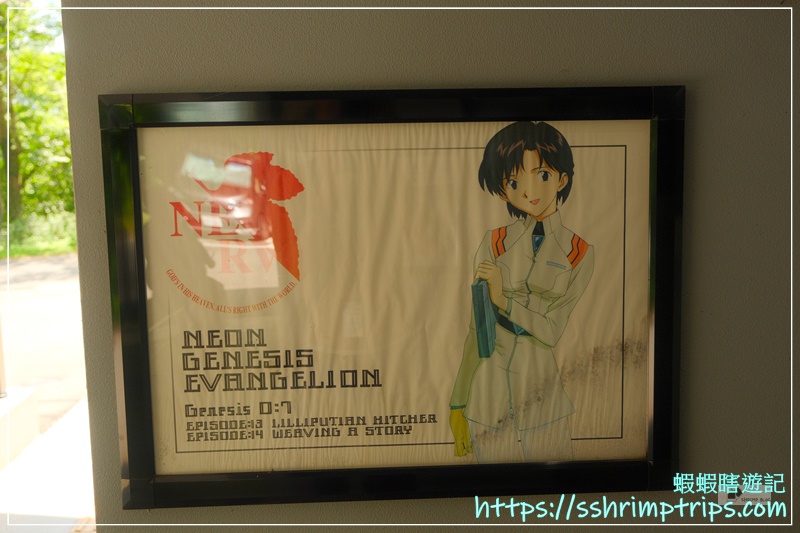 NERV
GOD'S IN HIS HEAVEN. ALL'S RIGHT WITH THE WORLD.
NEON
GENESIS
EVANGELION
Genesis 0:7
EPISODE:13 LILLIPUTIAN HITCHER
EPISODE:14 WEAVING A STORY
蝦蝦瞎遊記
https://sshrimptrips.com